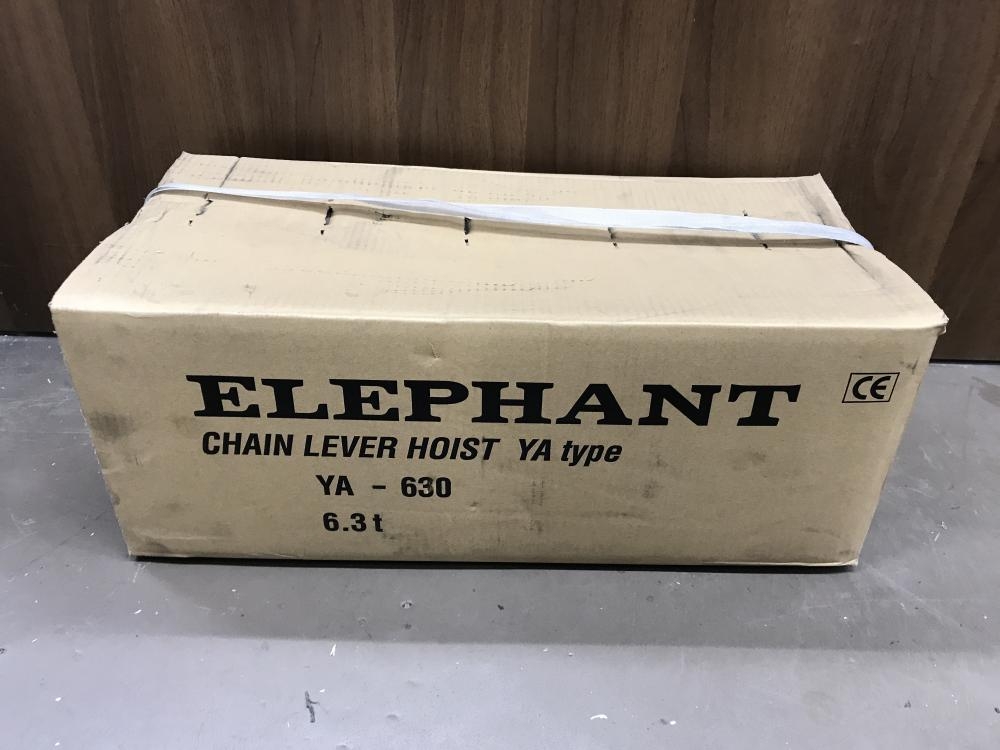 ELEPHANT
CE
CHAIN LEVER HOIST YA type
YA - 630
6.3t